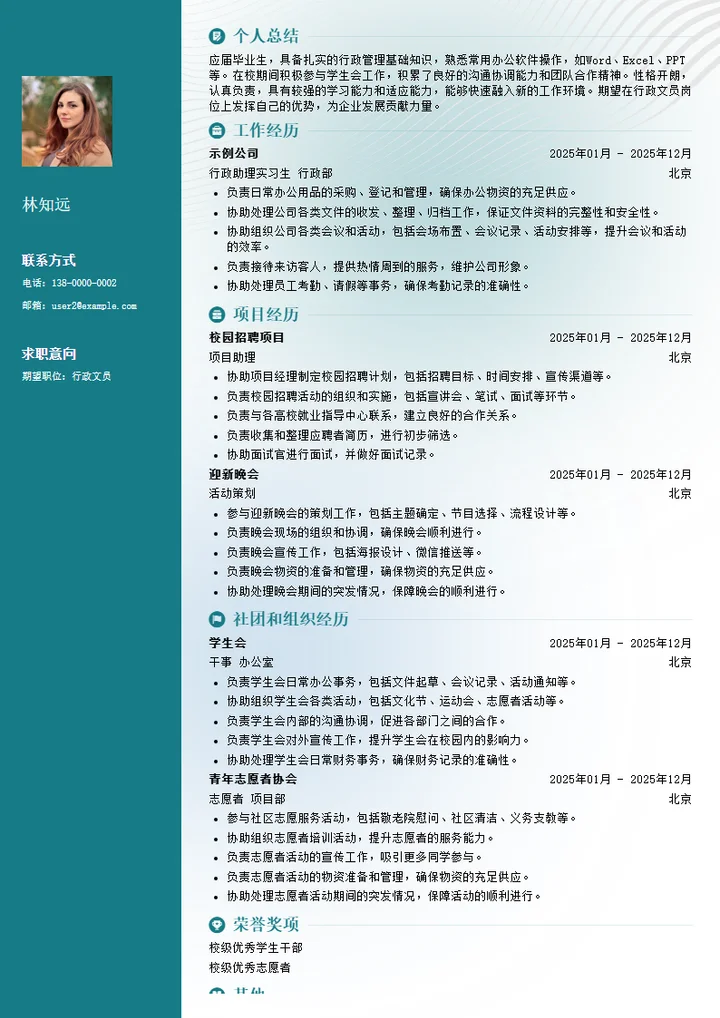 林知远
联系方式
电话：138-0000-0002
邮箱：user2@example.com
求职意向
期望职位：行政文员
个人总结
应届毕业生，具备扎实的行政管理基础知识，熟悉常用办公软件操作，如Word、Excel、PPT
等。在校期间积极参与学生会工作，积累了良好的沟通协调能力和团队合作精神。性格开朗，
认真负责，具有较强的学习能力和适应能力，能够快速融入新的工作环境。期望在行政文员岗
位上发挥自己的优势，为企业发展贡献力量。
工作经历
示例公司 2025年01月 - 2025年12月
行政助理实习生 行政部 北京
• 负责日常办公用品的采购、登记和管理，确保办公物资的充足供应。
• 协助处理公司各类文件的收发、整理、归档工作，保证文件资料的完整性和安全性。
• 协助组织公司各类会议和活动，包括会场布置、会议记录、活动安排等，提升会议和活动
的效率。
• 负责接待来访客人，提供热情周到的服务，维护公司形象。
• 协助处理员工考勤、请假等事务，确保考勤记录的准确性。
项目经历
校园招聘项目 2025年01月 - 2025年12月
项目助理 北京
• 协助项目经理制定校园招聘计划，包括招聘目标、时间安排、宣传渠道等。
• 负责校园招聘活动的组织和实施，包括宣讲会、笔试、面试等环节。
• 负责与各高校就业指导中心联系，建立良好的合作关系。
• 负责收集和整理应聘者简历，进行初步筛选。
• 协助面试官进行面试，并做好面试记录。
迎新晚会 2025年01月 - 2025年12月
活动策划 北京
• 参与迎新晚会的策划工作，包括主题确定、节目选择、流程设计等。
• 负责晚会现场的组织和协调，确保晚会顺利进行。
• 负责晚会宣传工作，包括海报设计、微信推送等。
• 负责晚会物资的准备和管理，确保物资的充足供应。
• 协助处理晚会期间的突发情况，保障晚会的顺利进行。
社团和组织经历
学生会 2025年01月 - 2025年12月
干事 办公室 北京
• 负责学生会日常办公事务，包括文件起草、会议记录、活动通知等。
• 协助组织学生会各类活动，包括文化节、运动会、志愿者活动等。
• 负责学生会内部的沟通协调，促进各部门之间的合作。
• 负责学生会对外宣传工作，提升学生会在校园内的影响力。
• 协助处理学生会日常财务事务，确保财务记录的准确性。
青年志愿者协会 2025年01月 - 2025年12月
志愿者 项目部 北京
• 参与社区志愿服务活动，包括敬老院慰问、社区清洁、义务支教等。
• 协助组织志愿者培训活动，提升志愿者的服务能力。
• 负责志愿者活动的宣传工作，吸引更多同学参与。
• 负责志愿者活动的物资准备和管理，确保物资的充足供应。
• 协助处理志愿者活动期间的突发情况，保障活动的顺利进行。
荣誉奖项
校级优秀学生干部
校级优秀志愿者